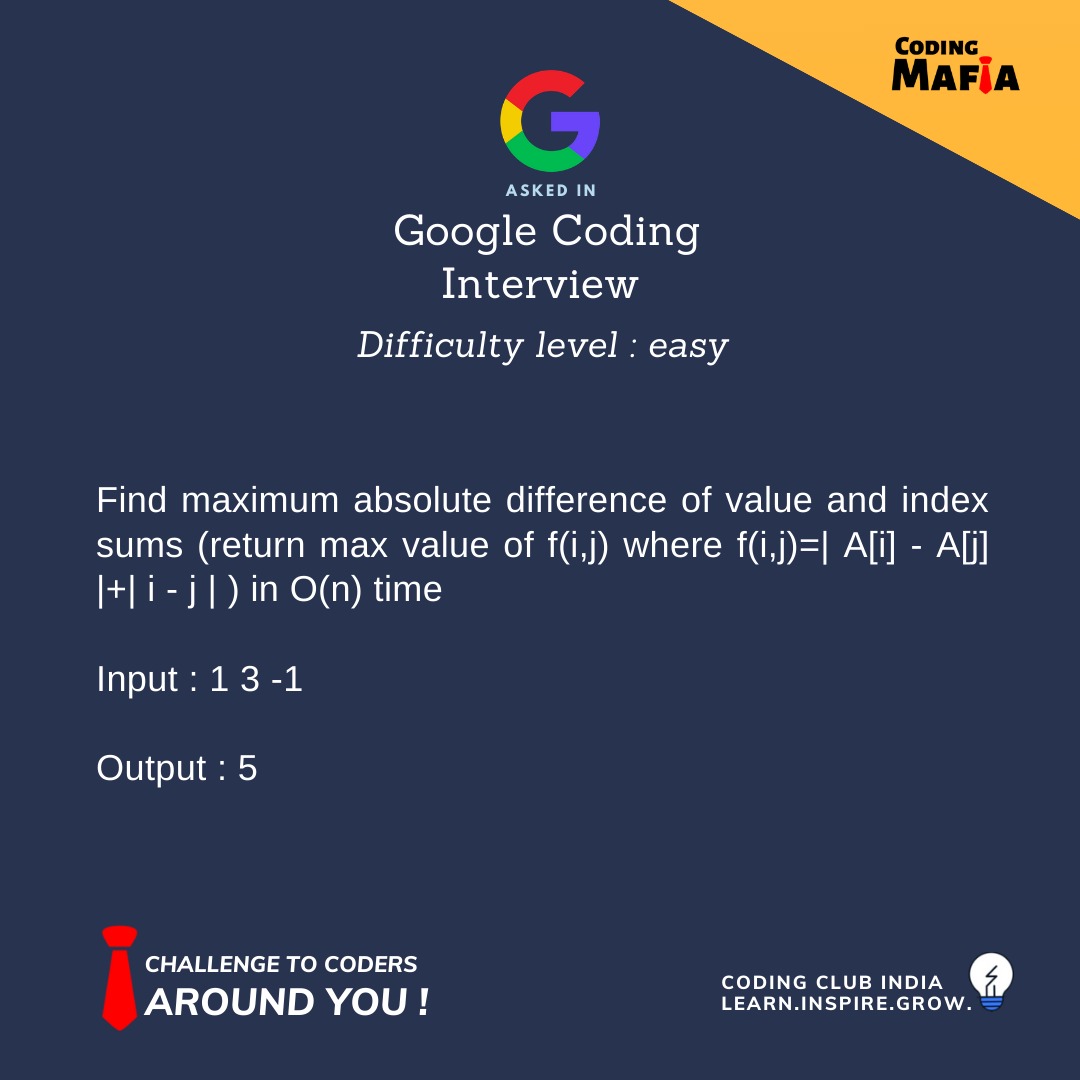 CODING
MAFIA
ASKED IN
Google Coding
Interview
Difficulty level : easy
Find maximum absolute difference of value and index
sums (return max value of f(i,j) where f(i,j)=| A[i] - A[j]
|+| i - j | ) in O(n) time
Input : 1 3 -1
Output : 5
CHALLENGE TO CODERS
AROUND YOU !
CODING CLUB INDIA
LEARN.INSPIRE.GROW.